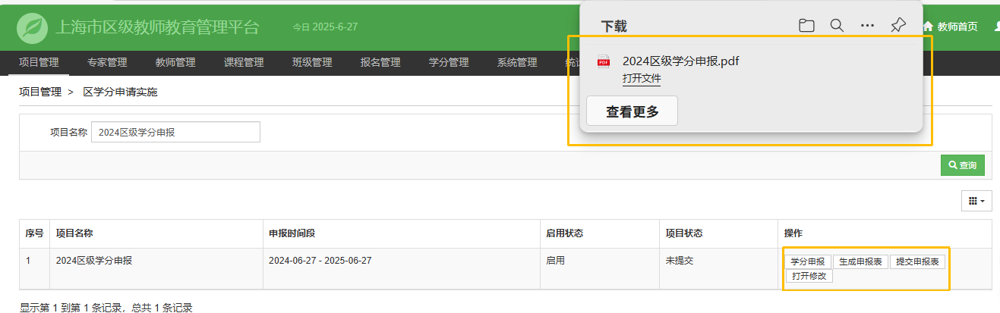 上海市区级教师教育管理平台 今日 2025-6-27
下载
教师首页
项目管理 专家管理 教师管理 课程管理 班级管理 报名管理 学分管理 系统管理
PDF 2024区级学分申报.pdf
打开文件
查看更多
项目管理 > 区学分申请实施
项目名称 2024区级学分申报
查询
序号 项目名称 申报时间段 启用状态 项目状态 操作
1 2024区级学分申报 2024-06-27 - 2025-06-27 启用 未提交 学分申报 生成申报表 提交申报表
打开修改
显示第 1 到第 1 条记录，总共 1 条记录